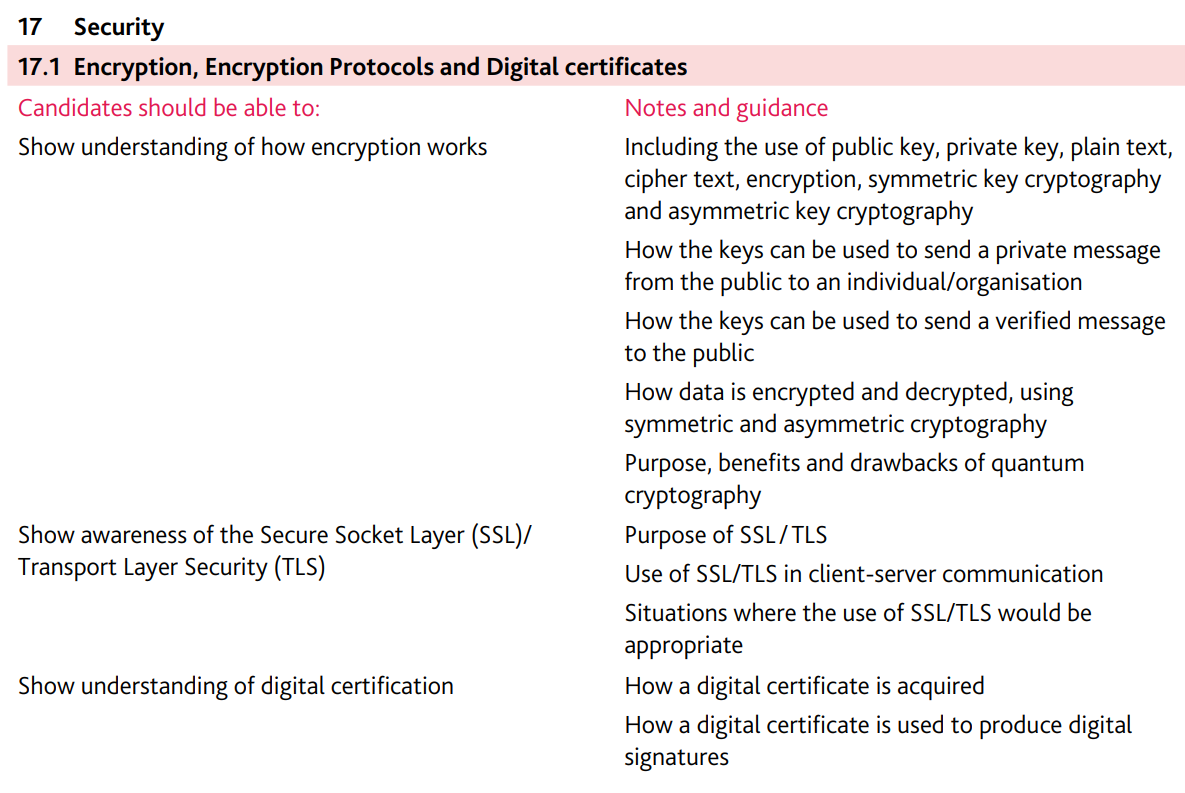 17 Security
17.1 Encryption, Encryption Protocols and Digital certificates
Candidates should be able to:
Notes and guidance
Show understanding of how encryption works
Including the use of public key, private key, plain text,
cipher text, encryption, symmetric key cryptography
and asymmetric key cryptography
How the keys can be used to send a private message
from the public to an individual/organisation
How the keys can be used to send a verified message
to the public
How data is encrypted and decrypted, using
symmetric and asymmetric cryptography
Purpose, benefits and drawbacks of quantum
cryptography
Show awareness of the Secure Socket Layer (SSL)/
Transport Layer Security (TLS)
Purpose of SSL / TLS
Use of SSL/TLS in client-server communication
Situations where the use of SSL/TLS would be
appropriate
Show understanding of digital certification
How a digital certificate is acquired
How a digital certificate is used to produce digital
signatures